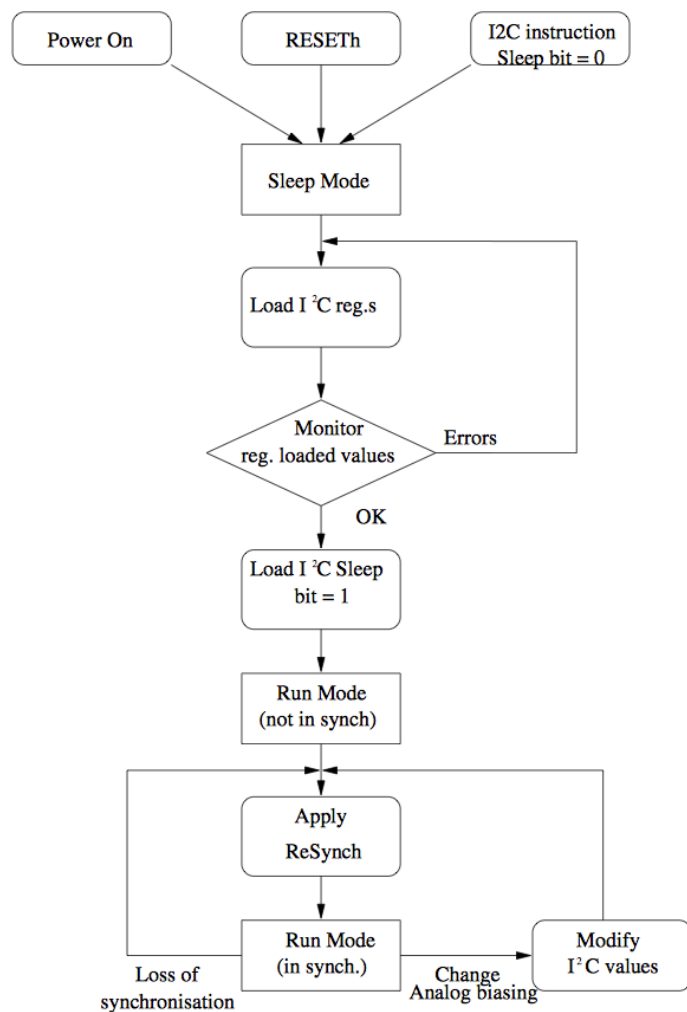 Power On
RESETh
I2C instruction
Sleep bit = 0
Sleep Mode
Load I ²C reg.s
Monitor
reg. loaded values
Errors
OK
Load I ²C Sleep
bit = 1
Run Mode
(not in synch)
Apply
ReSynch
Run Mode
(in synch.)
Loss of
synchronisation
Change
Analog biasing
Modify
I²C values